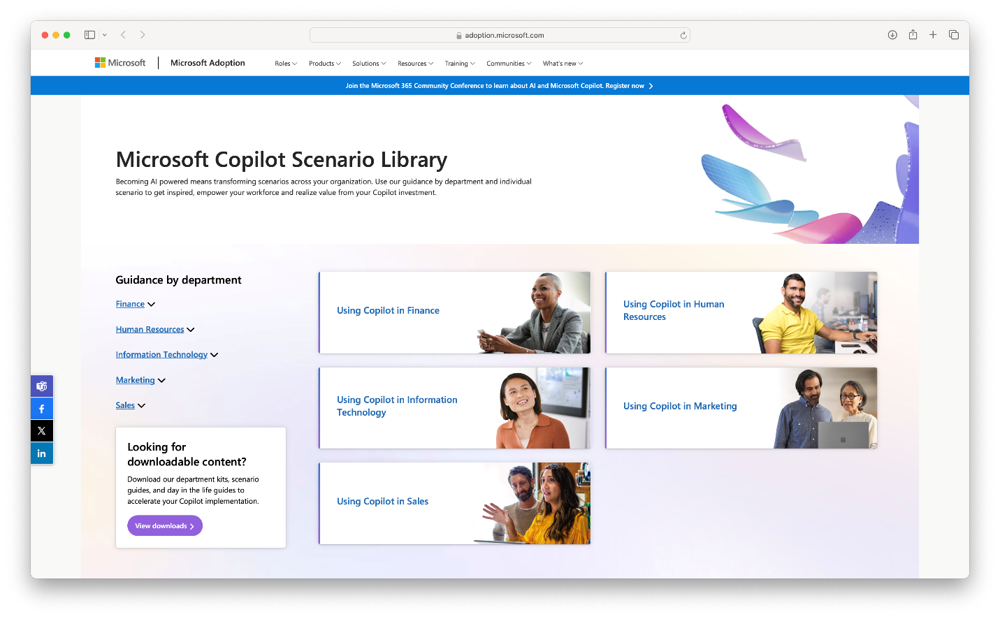 adoption.microsoft.com
Microsoft
Microsoft Adoption
Roles
Products
Solutions
Resources
Training
Communities
What's new
Join the Microsoft 365 Community Conference to learn about AI and Microsoft Copilot. Register now
Microsoft Copilot Scenario Library
Becoming AI powered means transforming scenarios across your organization. Use our guidance by department and individual
scenario to get inspired, empower your workforce and realize value from your Copilot investment.
Guidance by department
Finance
Human Resources
Information Technology
Marketing
Sales
Looking for
downloadable content?
Download our department kits, scenario
guides, and day in the life guides to
accelerate your Copilot implementation.
View downloads
Using Copilot in Finance
Using Copilot in Human
Resources
Using Copilot in Information
Technology
Using Copilot in Marketing
Using Copilot in Sales
f
X
in